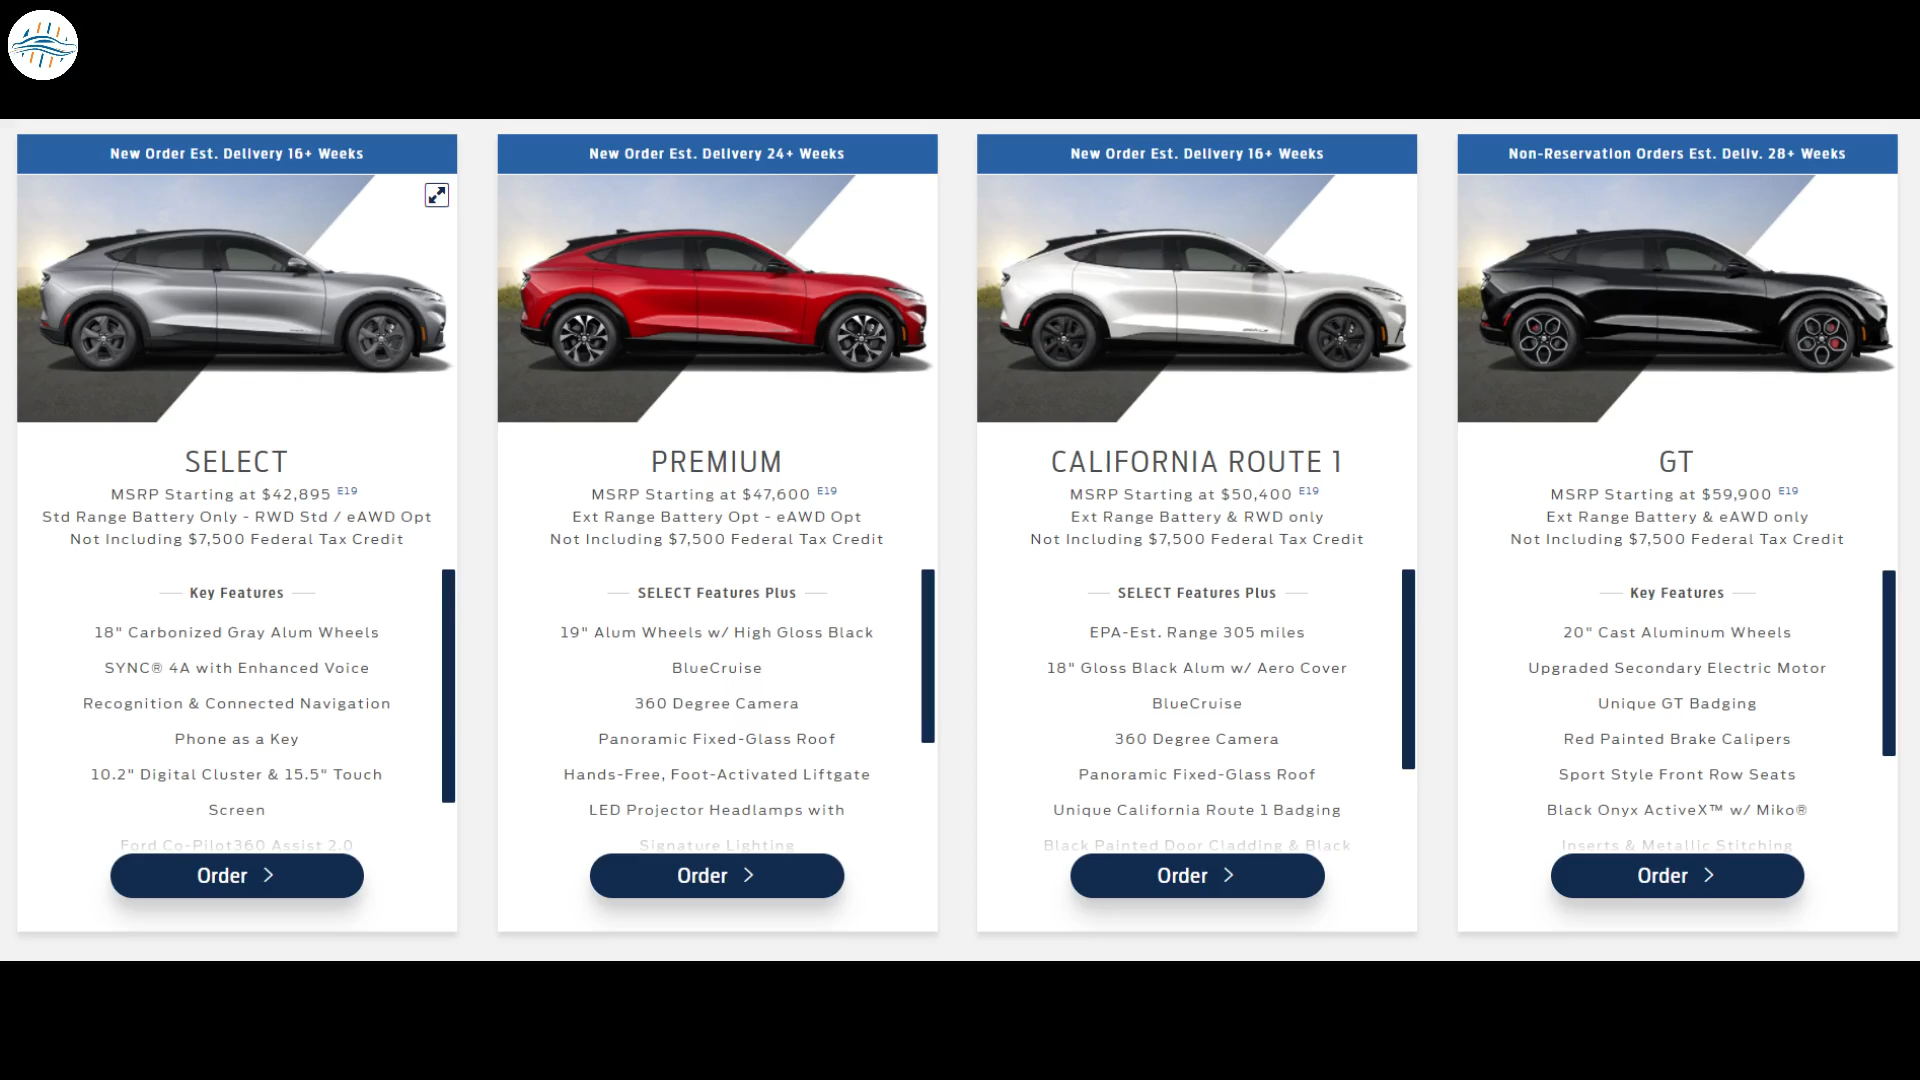 New Order Est. Delivery 16+ Weeks
SELECT
MSRP Starting at $42,895 E19
Std Range Battery Only - RWD Std / eAWD Opt
Not Including $7,500 Federal Tax Credit
Key Features
18" Carbonized Gray Alum Wheels
SYNC® 4A with Enhanced Voice
Recognition & Connected Navigation
Phone as a Key
10.2" Digital Cluster & 15.5" Touch
Screen
Ford Co-Pilot360 Assist 2.0
Order
New Order Est. Delivery 24+ Weeks
PREMIUM
MSRP Starting at $47,600 E19
Ext Range Battery Opt - eAWD Opt
Not Including $7,500 Federal Tax Credit
SELECT Features Plus
19" Alum Wheels w/ High Gloss Black
BlueCruise
360 Degree Camera
Panoramic Fixed-Glass Roof
Hands-Free, Foot-Activated Liftgate
LED Projector Headlamps with
Signature Lighting
Order
New Order Est. Delivery 16+ Weeks
CALIFORNIA ROUTE 1
MSRP Starting at $50,400 E19
Ext Range Battery & RWD only
Not Including $7,500 Federal Tax Credit
SELECT Features Plus
EPA-Est. Range 305 miles
18" Gloss Black Alum w/ Aero Cover
BlueCruise
360 Degree Camera
Panoramic Fixed-Glass Roof
Unique California Route 1 Badging
Black Painted Door Cladding & Black
Order
Non-Reservation Orders Est. Deliv. 28+ Weeks
GT
MSRP Starting at $59,900 E19
Ext Range Battery & eAWD only
Not Including $7,500 Federal Tax Credit
Key Features
20" Cast Aluminum Wheels
Upgraded Secondary Electric Motor
Unique GT Badging
Red Painted Brake Calipers
Sport Style Front Row Seats
Black Onyx ActiveX™ w/ Miko®
Inserts & Metallic Stitching
Order